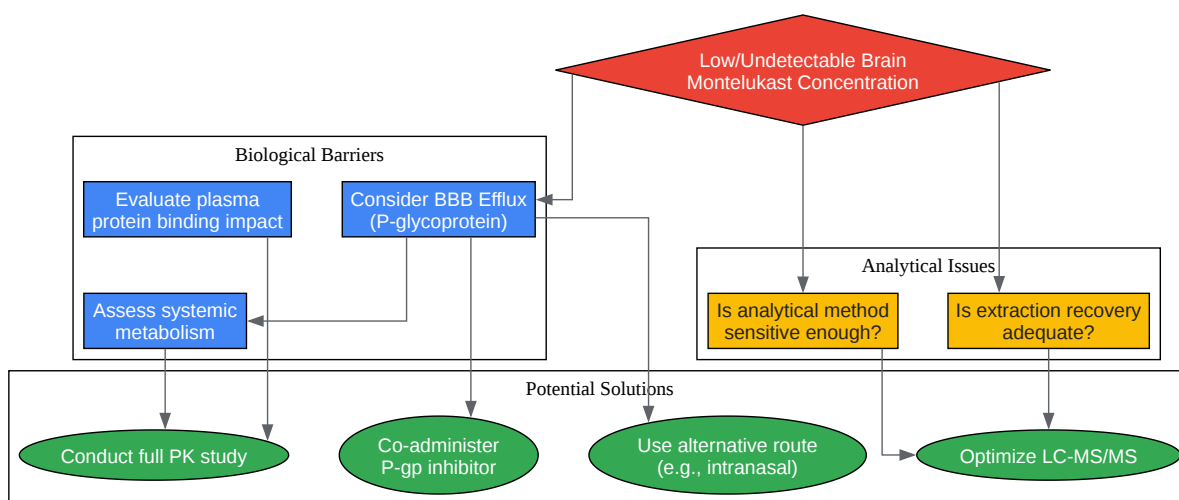 Low/Undetectable Brain
Montelukast Concentration
Biological Barriers
Evaluate plasma
protein binding impact
Consider BBB Efflux
(P-glycoprotein)
Assess systemic
metabolism
Analytical Issues
Is analytical method
sensitive enough?
Is extraction recovery
adequate?
Potential Solutions
Conduct full PK study
Co-administer
P-gp inhibitor
Use alternative route
(e.g., intranasal)
Optimize LC-MS/MS